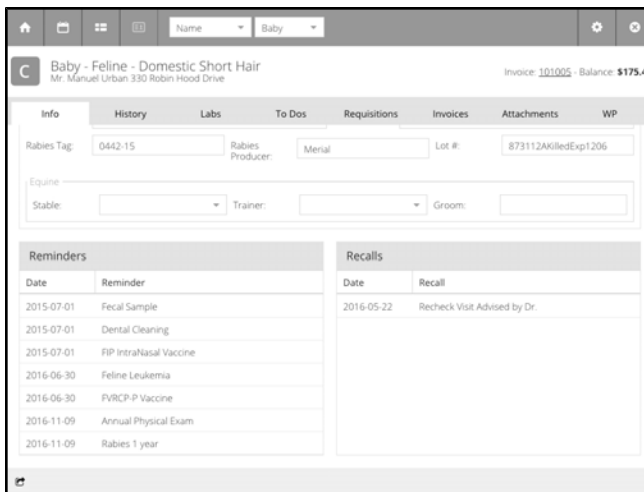 Name Baby
C
Baby - Feline - Domestic Short Hair
Mr. Manuel Urban 330 Robin Hood Drive
Invoice: 101005 - Balance: $175.4
Info History Labs To Dos Requisitions Invoices Attachments WP
Rabies Tag: 0442-15 Rabies Producer: Merial Lot #: 873112AKilledExp1206
Equine
Stable: Trainer: Groom:
Reminders
Date Reminder
2015-07-01 Fecal Sample
2015-07-01 Dental Cleaning
2015-07-01 FIP IntraNasal Vaccine
2016-06-30 Feline Leukemia
2016-06-30 FVRCP-P Vaccine
2016-11-09 Annual Physical Exam
2016-11-09 Rabies 1 year
Recalls
Date Recall
2016-05-22 Recheck Visit Advised by Dr.